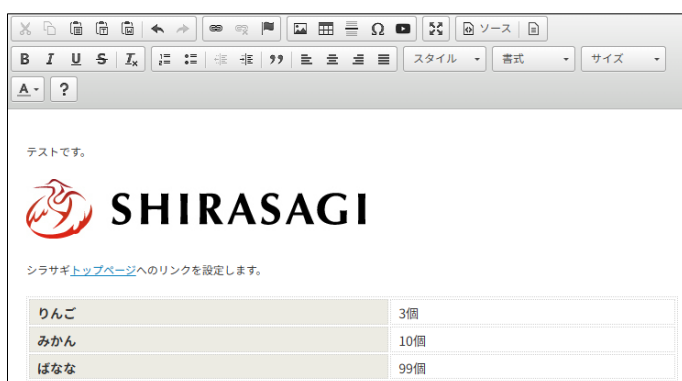 ソース
B I U S Ix スタイル 書式 サイズ
A ?
テストです。
SHIRASAGI
シラサギトップページへのリンクを設定します。
りんご 3個
みかん 10個
ばなな 99個